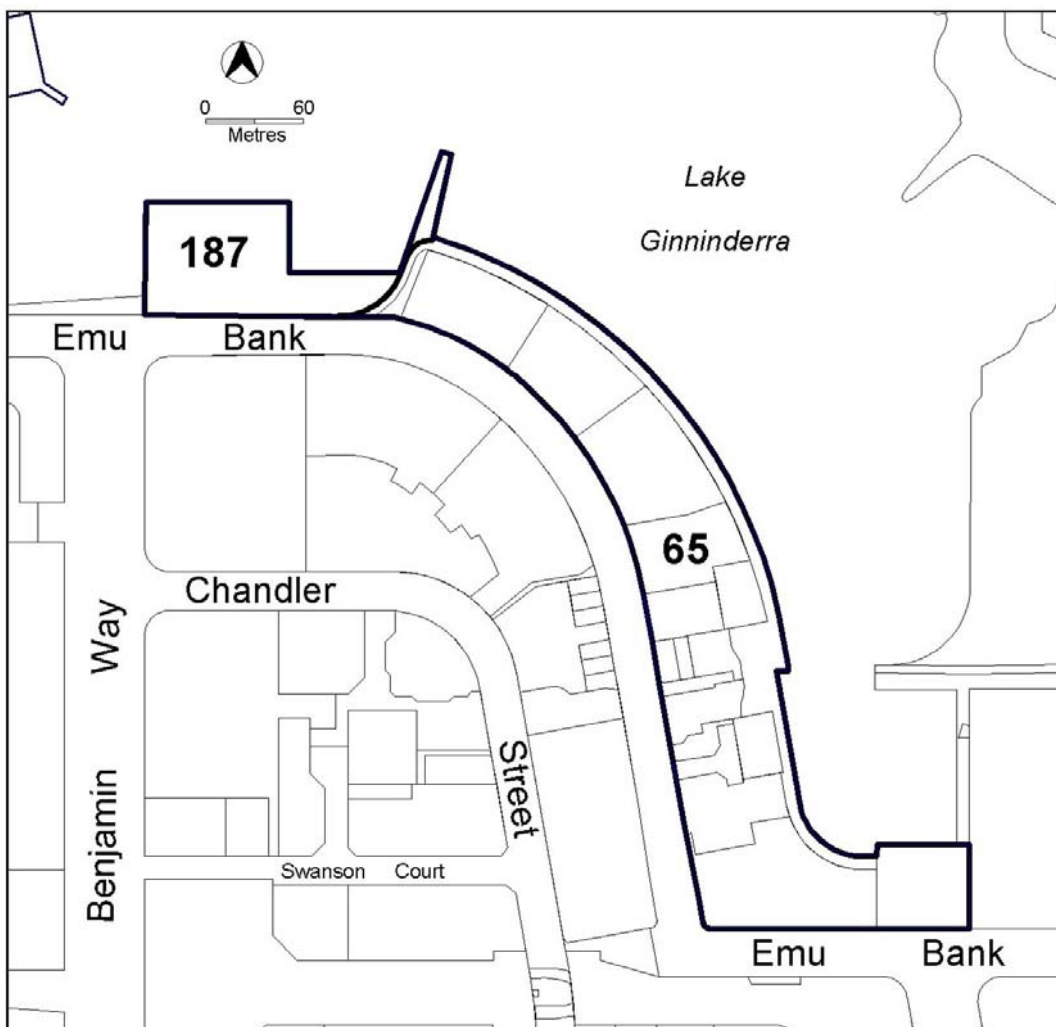 0 60
Metres
Lake
Ginninderra
187
Emu Bank
65
Chandler
Street
Benjamin Way
Swanson Court
Emu Bank